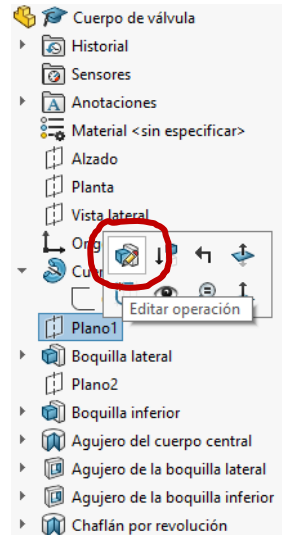 Cuerpo de válvula
Historial
Sensores
Anotaciones
Material <sin especificar>
Alzado
Planta
Vista lateral
Editar operación
Plano1
Boquilla lateral
Plano2
Boquilla inferior
Agujero del cuerpo central
Agujero de la boquilla lateral
Agujero de la boquilla inferior
Chaflán por revolución